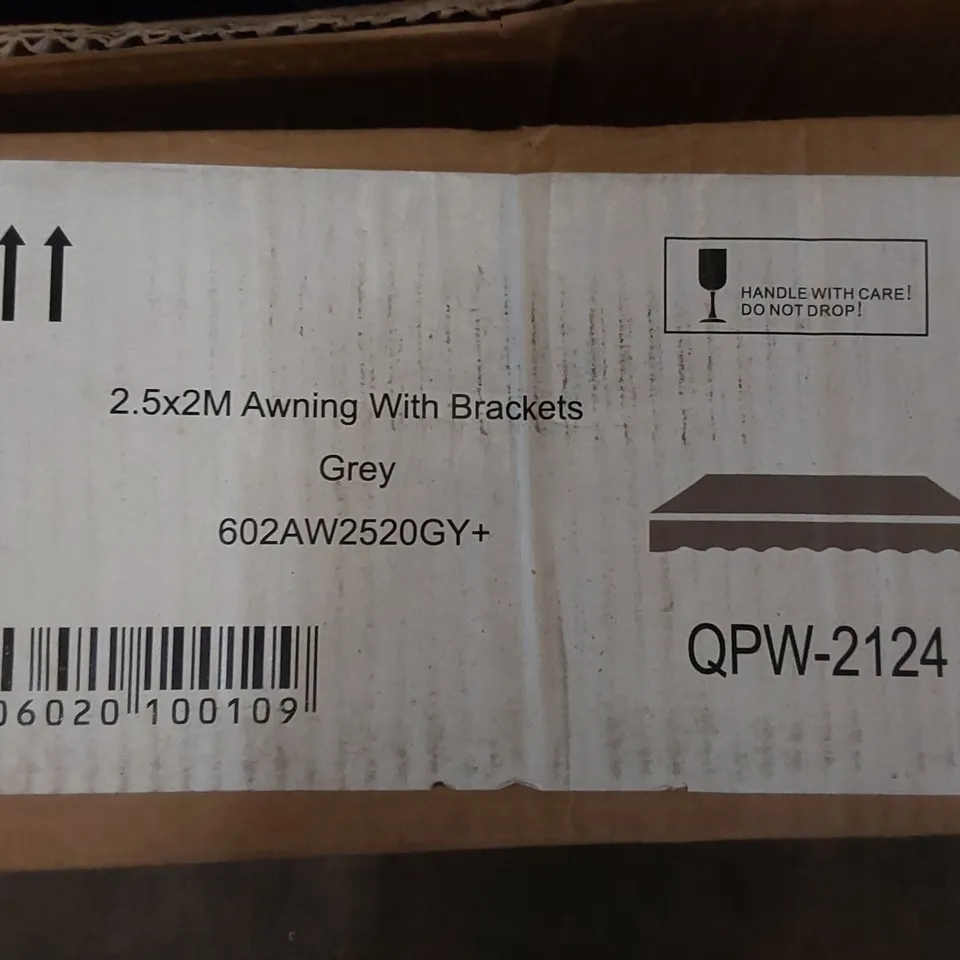 HANDLE WITH CARE!
DO NOT DROP!
2.5x2M Awning With Brackets
Grey
602AW2520GY+
QPW-2124
06020 100109